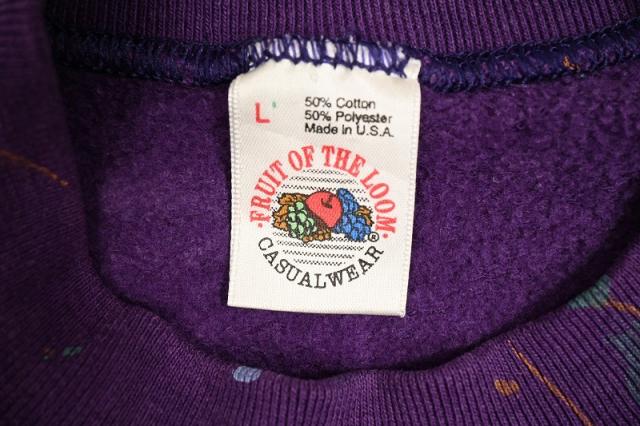 L
50% Cotton
50% Polyester
Made in U.S.A.
·FRUIT OF THE LOOM·
®
CASUALWEAR